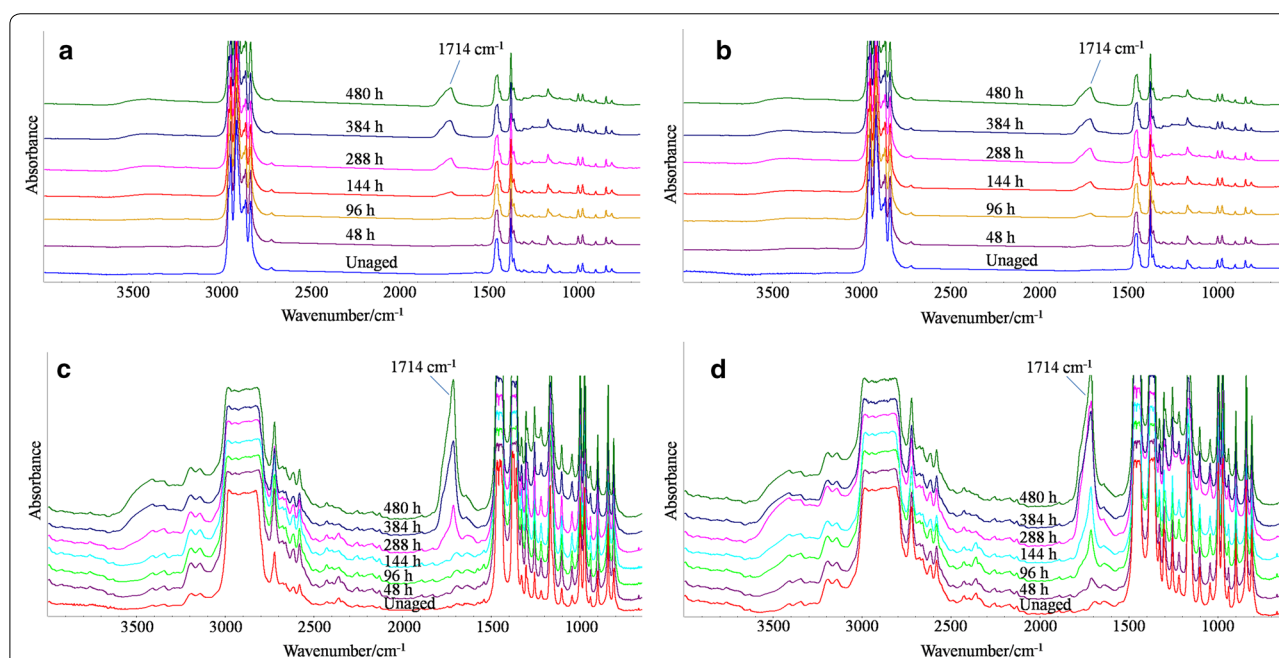 a
1714 cm-1
Absorbance
480 h
384 h
288 h
144 h
96 h
48 h
Unaged
3500 3000 2500 2000 1500 1000
Wavenumber/cm-1
b
1714 cm-1
Absorbance
480 h
384 h
288 h
144 h
96 h
48 h
Unaged
3500 3000 2500 2000 1500 1000
Wavenumber/cm-1
c
1714 cm-1
Absorbance
480 h
384 h
288 h
144 h
96 h
48 h
Unaged
3500 3000 2500 2000 1500 1000
Wavenumber/cm-1
d
1714 cm-1
Absorbance
480 h
384 h
288 h
144 h
96 h
48 h
Unaged
3500 3000 2500 2000 1500 1000
Wavenumber/cm-1